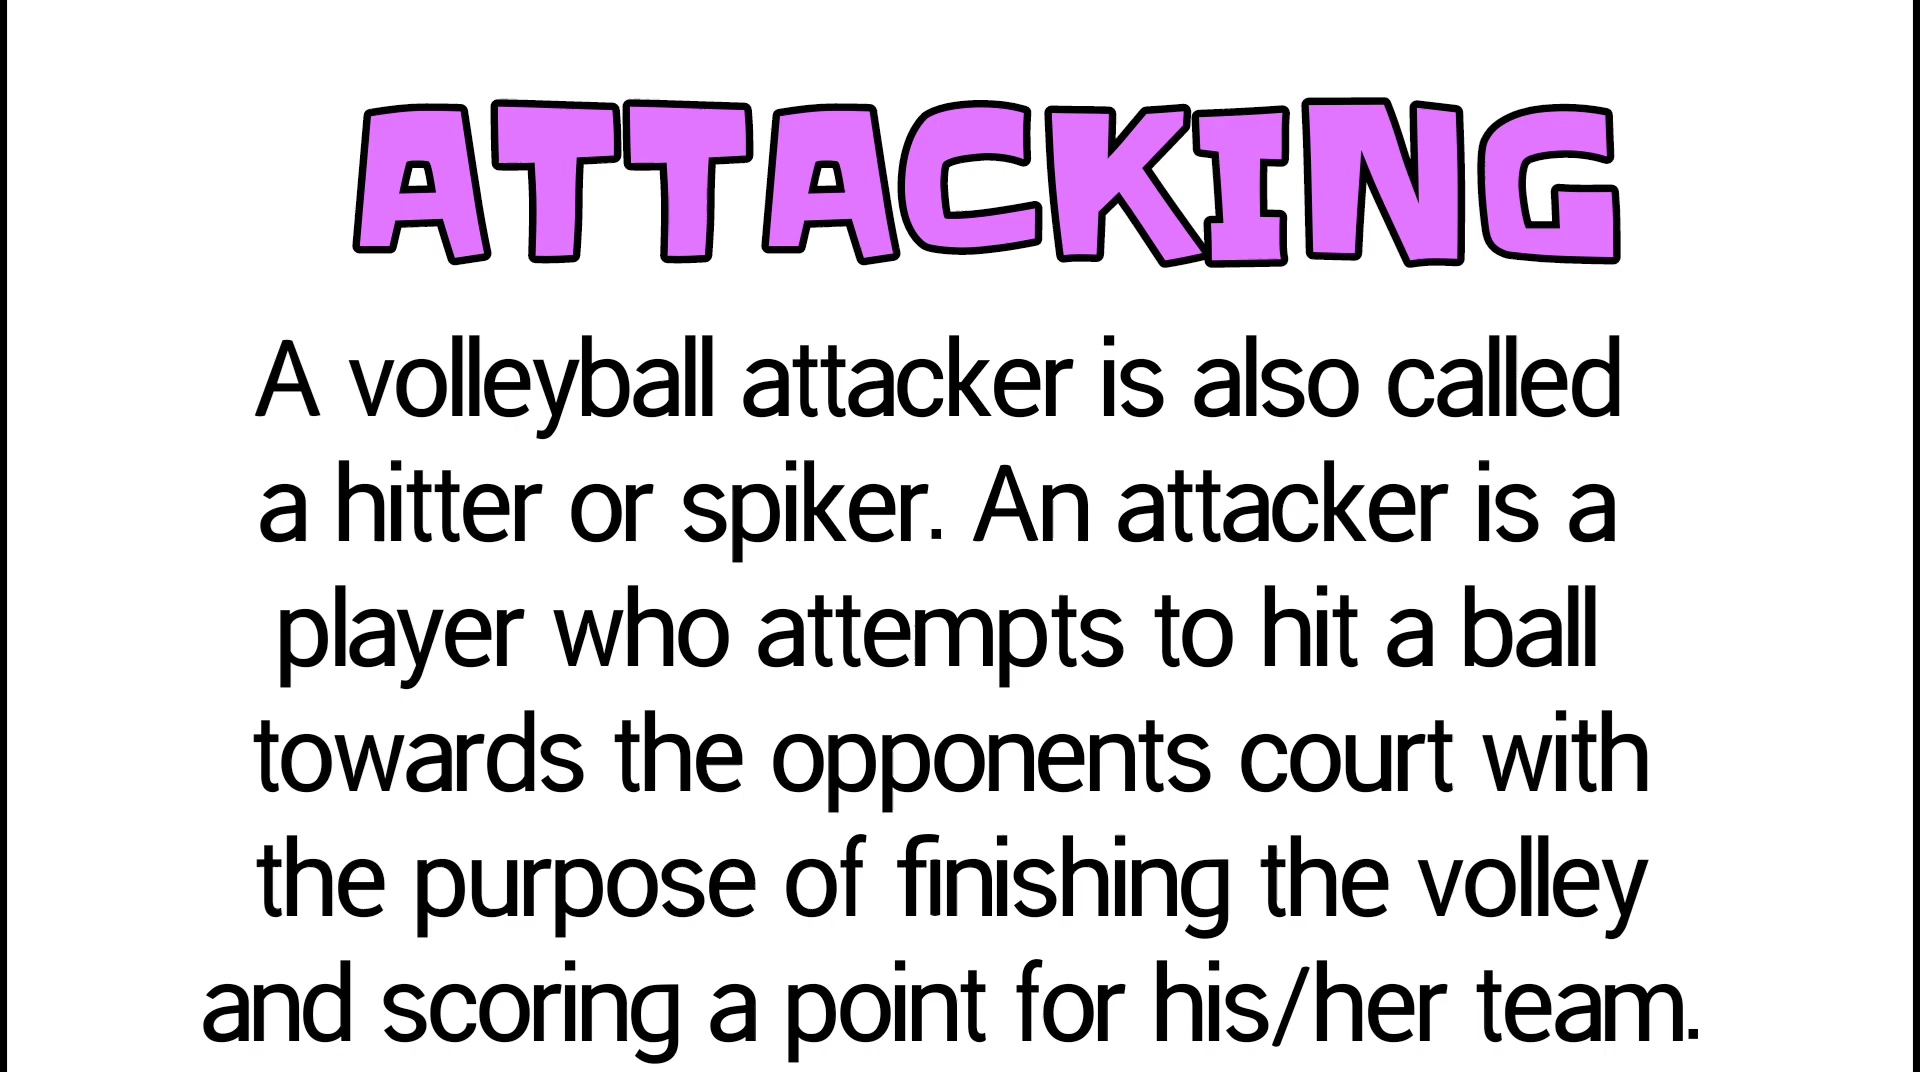 ATTACKING
A volleyball attacker is also called
a hitter or spiker. An attacker is a
player who attempts to hit a ball
towards the opponents court with
the purpose of finishing the volley
and scoring a point for his/her team.